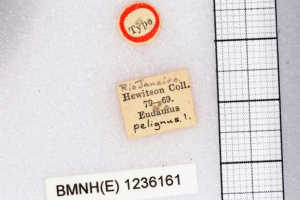 Type
Rio Janeiro.
Hewitson Coll.
79—69.
Eudamus
pelignus. 1.
BMNH(E) 1236161